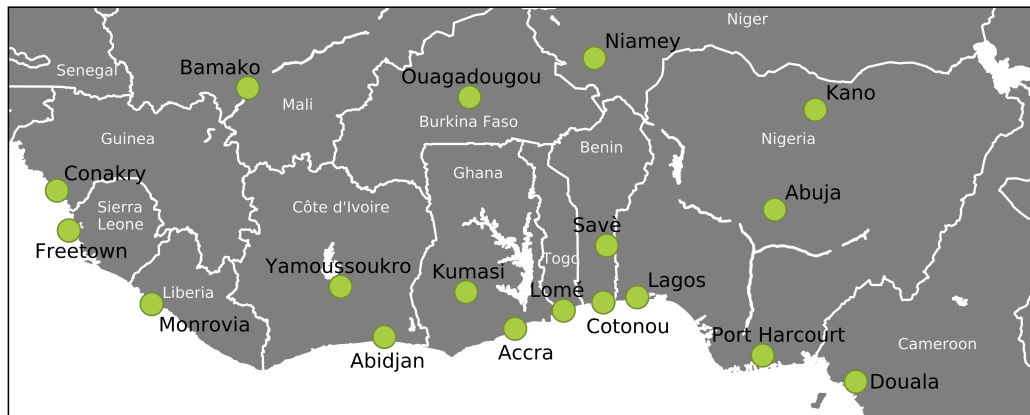 Niger
Niamey
Senegal
Bamako
Ouagadougou
Kano
Mali
Burkina Faso
Guinea
Nigeria
Benin
Conakry
Ghana
Abuja
Sierra
Leone
Côte d'Ivoire
Savè
Freetown
Yamoussoukro
Kumasi
Togo
Lomé
Lagos
Liberia
Monrovia
Cotonou
Port Harcourt
Abidjan
Accra
Cameroon
Douala